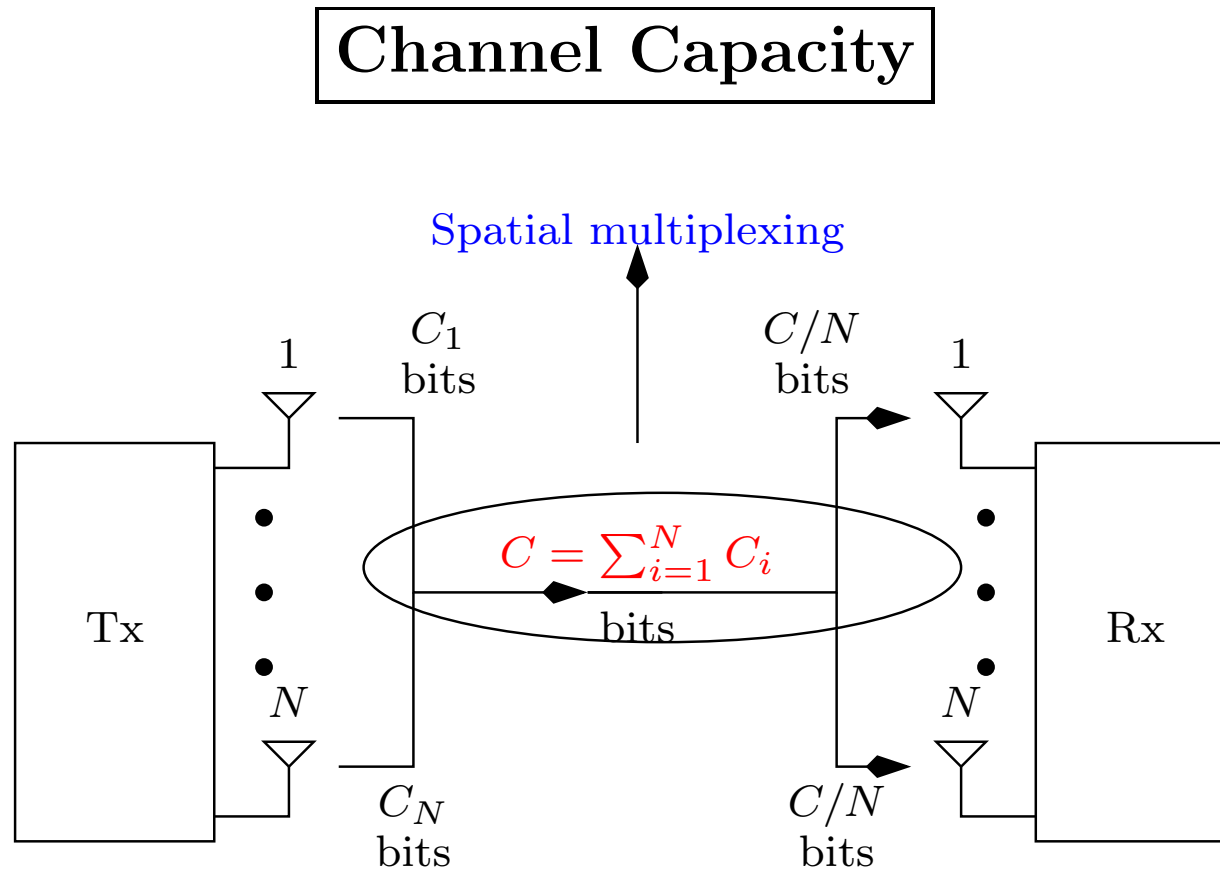 Channel Capacity
Spatial multiplexing
C₁
bits
C/N
bits
1
1
C = ∑ᵢ₌₁ᴺ Cᵢ
bits
Tx
Rx
N
N
C_N
bits
C/N
bits